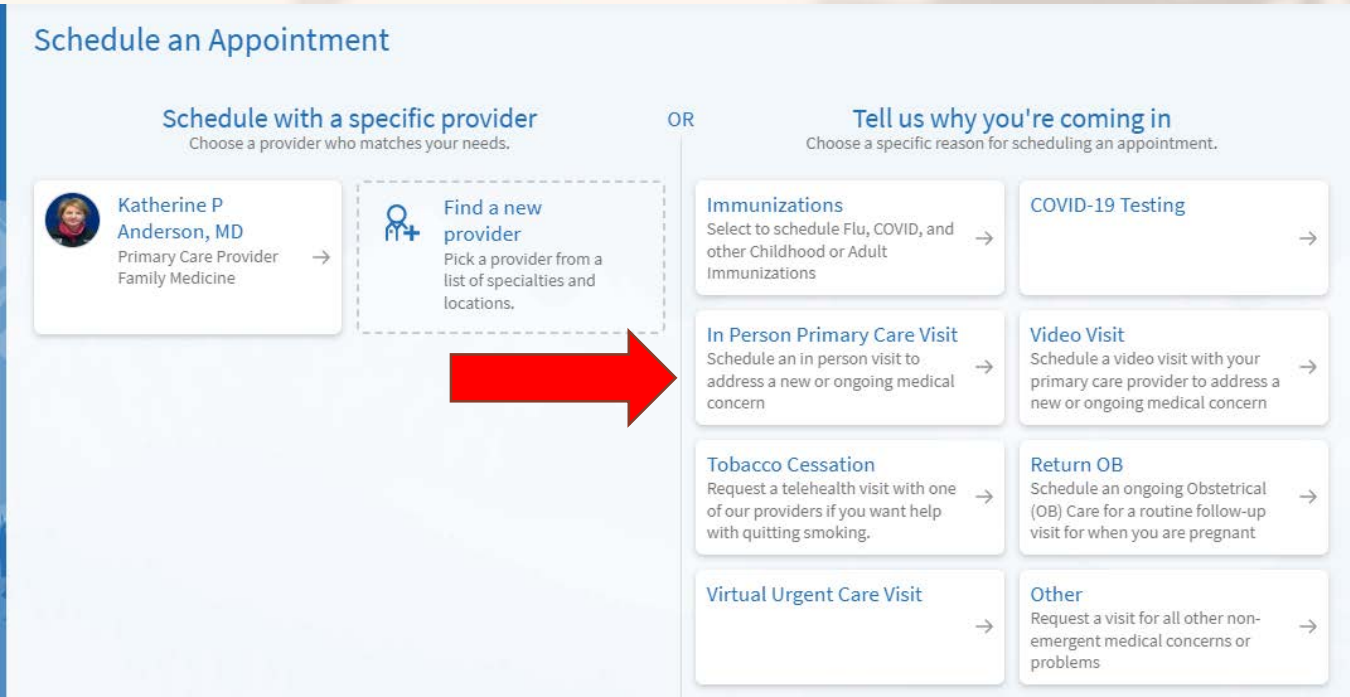 Schedule an Appointment
Schedule with a specific provider
Choose a provider who matches your needs.
Katherine P
Anderson, MD
Primary Care Provider
Family Medicine
Find a new
provider
Pick a provider from a
list of specialties and
locations.
OR
Tell us why you're coming in
Choose a specific reason for scheduling an appointment.
Immunizations
Select to schedule Flu, COVID, and
other Childhood or Adult
Immunizations
COVID-19 Testing
In Person Primary Care Visit
Schedule an in person visit to
address a new or ongoing medical
concern
Video Visit
Schedule a video visit with your
primary care provider to address a
new or ongoing medical concern
Tobacco Cessation
Request a telehealth visit with one
of our providers if you want help
with quitting smoking.
Return OB
Schedule an ongoing Obstetrical
(OB) Care for a routine follow-up
visit for when you are pregnant
Virtual Urgent Care Visit
Other
Request a visit for all other non-
emergent medical concerns or
problems